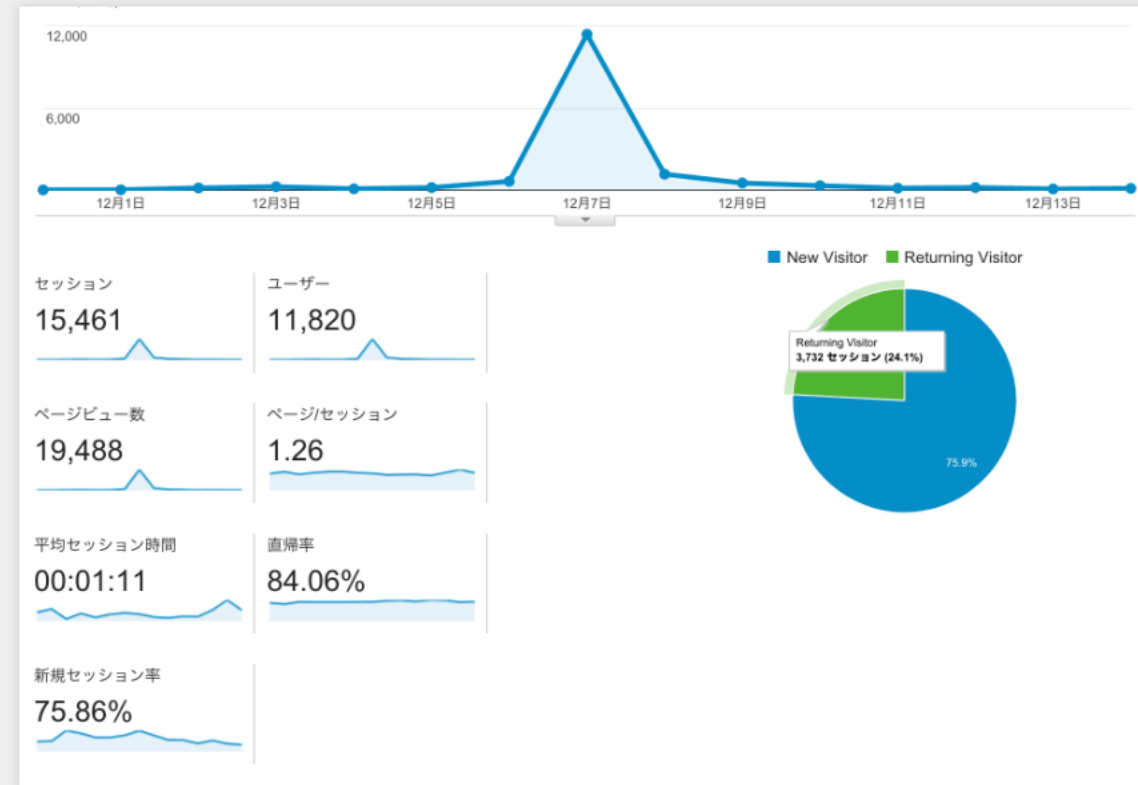 12,000
6,000
12月1日
12月3日
12月5日
12月7日
12月9日
12月11日
12月13日
New Visitor
Returning Visitor
セッション
15,461
ユーザー
11,820
Returning Visitor
3,732 セッション (24.1%)
75.9%
ページビュー数
19,488
ページ/セッション
1.26
平均セッション時間
00:01:11
直帰率
84.06%
新規セッション率
75.86%